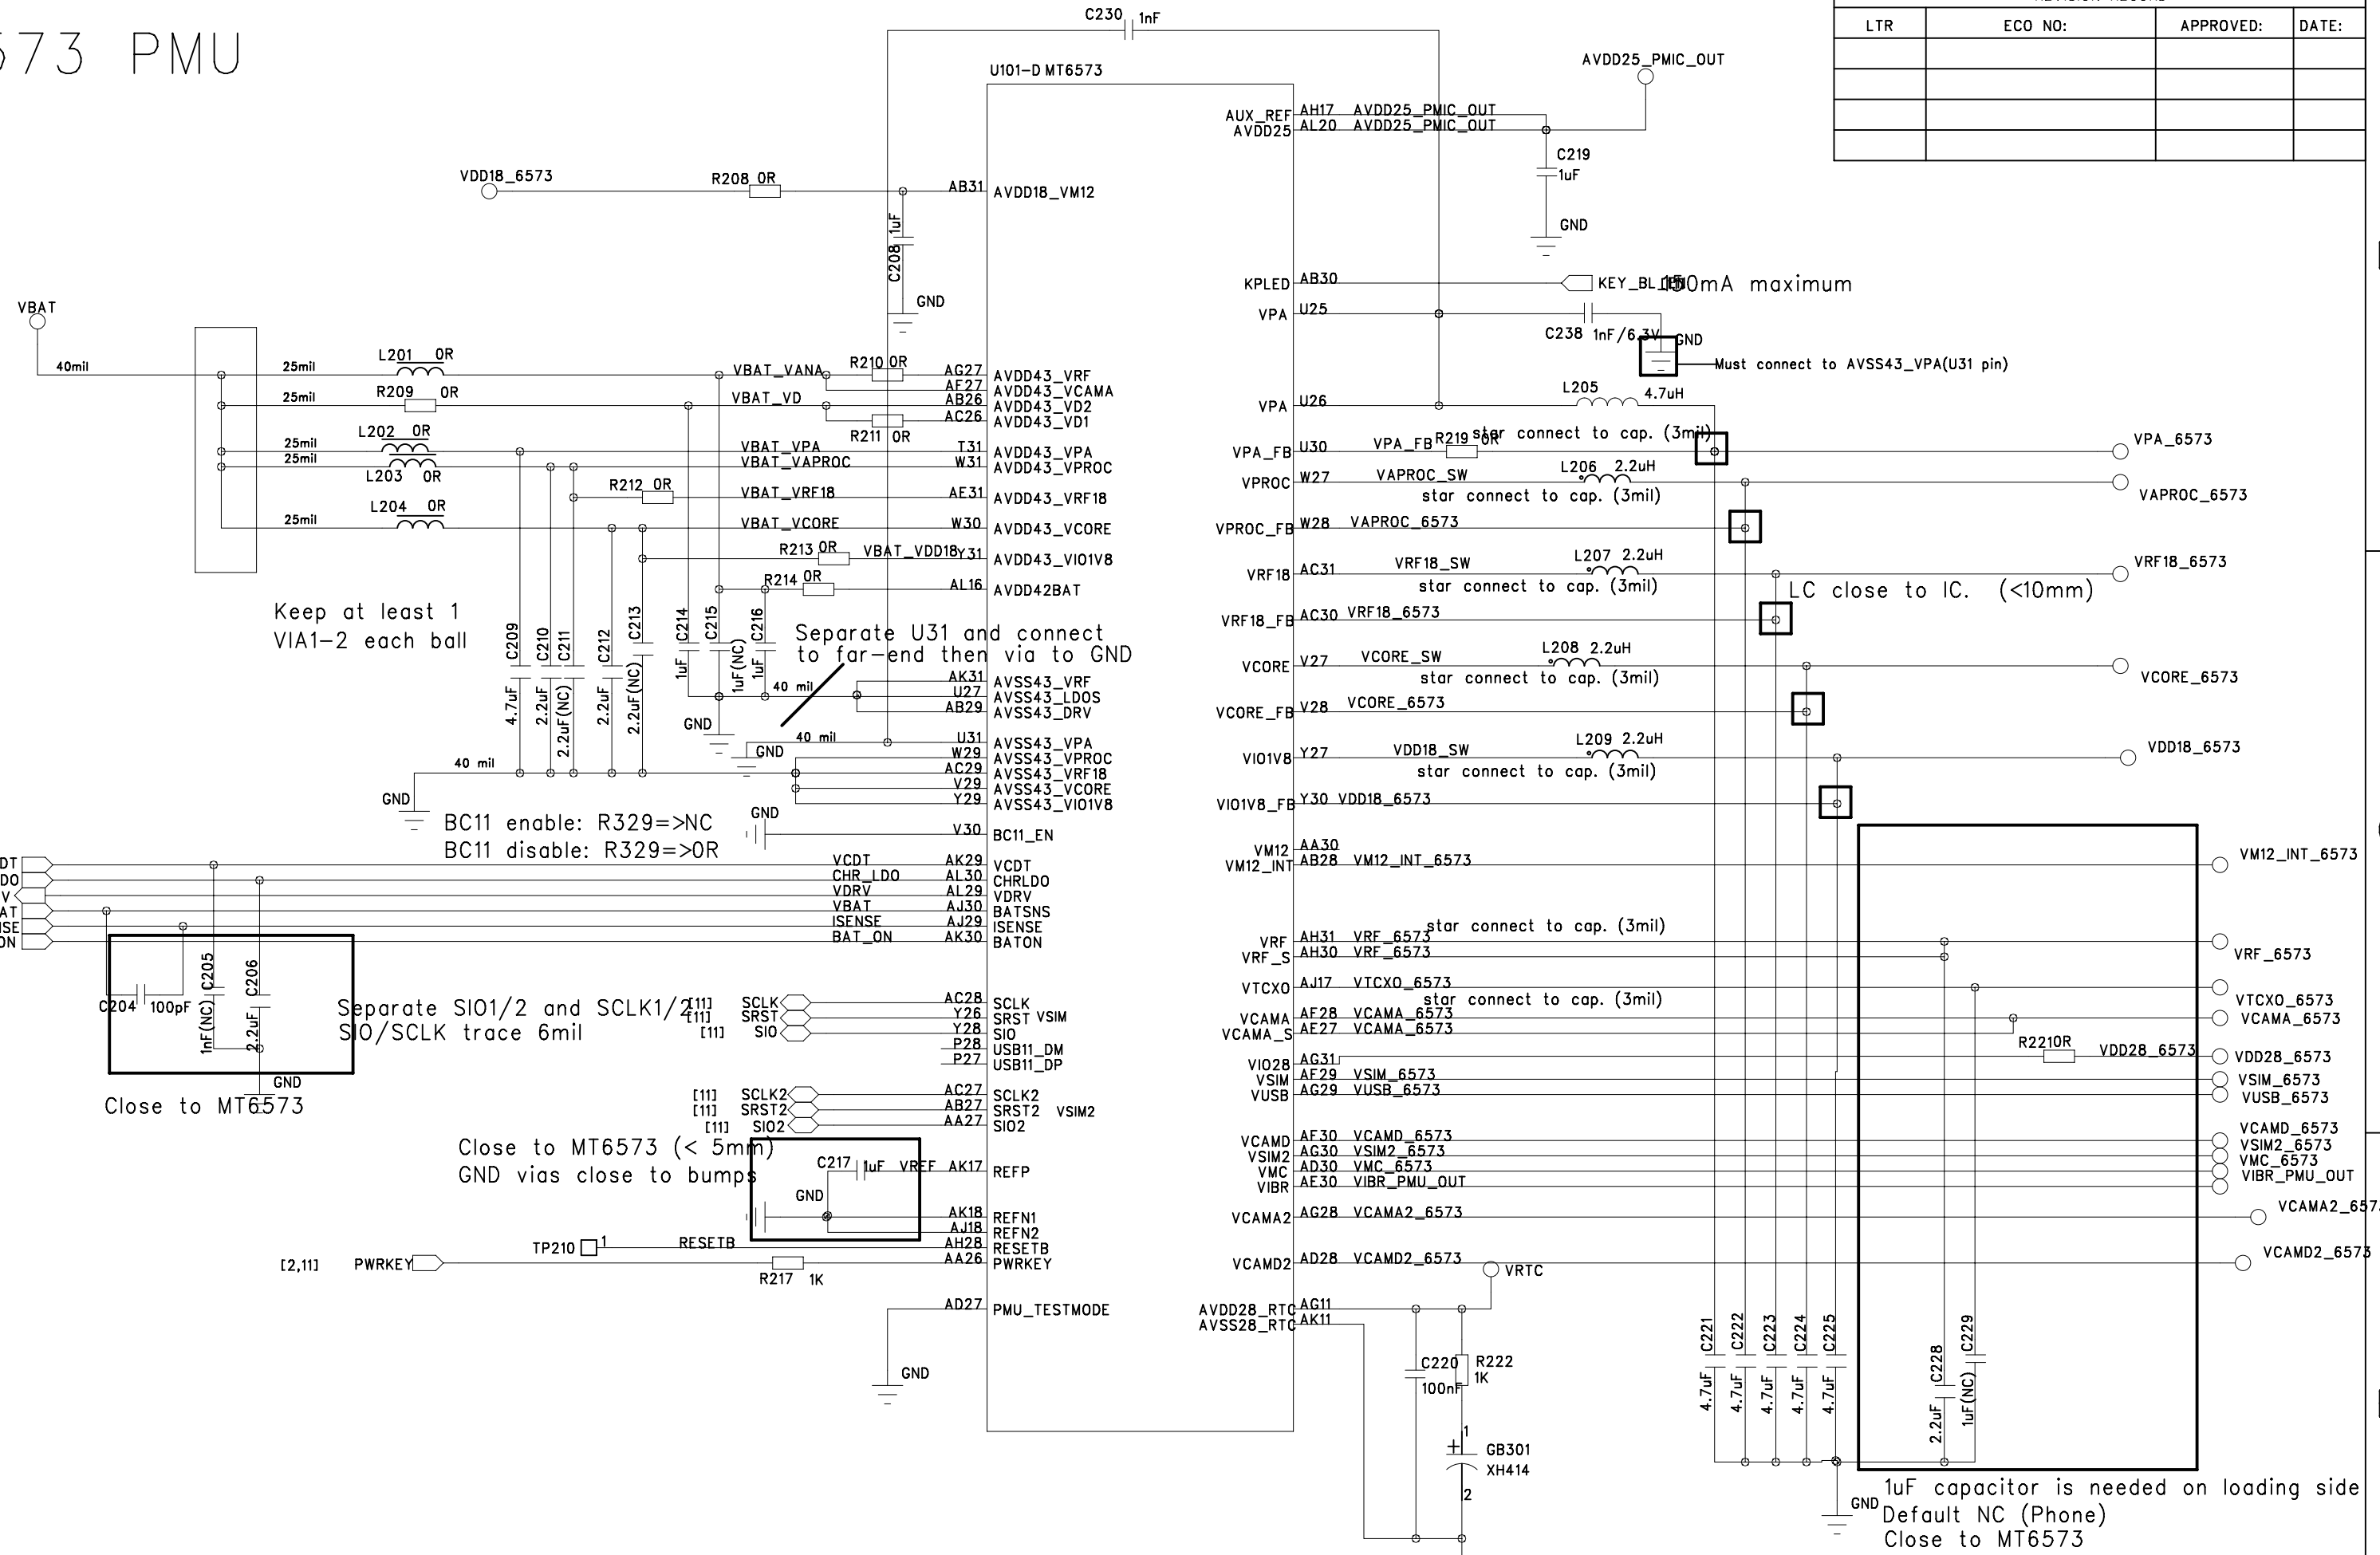 573 PMU
C230 1nF
U101-D MT6573
LTR ECO NO: APPROVED: DATE:
AVDD25_PMIC_OUT
AUX_REF AH17 AVDD25_PMIC_OUT
AVDD25 AL20 AVDD25_PMIC_OUT
C219
1uF
GND
VDD18_6573
R208 0R
AB31 AVDD18_VM12
C208 1uF
GND
KPLED AB30
KEY_BL_EN
150mA maximum
VPA U25
C238 1nF/6.3V
GND
Must connect to AVSS43_VPA(U31 pin)
VBAT
40mil
25mil L201 0R
VBAT_VANA R210 0R AG27 AVDD43_VRF
AF27 AVDD43_VCAMA
25mil R209 0R
VBAT_VD AB26 AVDD43_VD2
R211 0R AC26 AVDD43_VD1
25mil L202 0R
VBAT_VPA T31 AVDD43_VPA
25mil L203 0R
VBAT_VAPROC W31 AVDD43_VPROC
R212 0R VBAT_VRF18 AE31 AVDD43_VRF18
25mil L204 0R
VBAT_VCORE W30 AVDD43_VCORE
R213 0R VBAT_VDD18 Y31 AVDD43_VIO1V8
R214 0R AL16 AVDD42BAT
VPA U26
L205 4.7uH
star connect to cap. (3mil)
VPA_FB U30 VPA_FB R219 0R
VPA_6573
VPROC W27 VAPROC_SW L206 2.2uH
VAPROC_6573
star connect to cap. (3mil)
VPROC_FB W28 VAPROC_6573
VRF18 AC31 VRF18_SW L207 2.2uH
VRF18_6573
star connect to cap. (3mil)
LC close to IC. (<10mm)
VRF18_FB AC30 VRF18_6573
VCORE V27 VCORE_SW L208 2.2uH
VCORE_6573
star connect to cap. (3mil)
VCORE_FB V28 VCORE_6573
VIO1V8 Y27 VDD18_SW L209 2.2uH
VDD18_6573
star connect to cap. (3mil)
VIO1V8_FB Y30 VDD18_6573
Keep at least 1
VIA1-2 each ball
C209 4.7uF
C210 2.2uF
C211 2.2uF(NC)
C212 2.2uF
C213 2.2uF(NC)
C214 1uF
C215 1uF(NC)
C216 1uF
Separate U31 and connect
to far-end then via to GND
40 mil
AK31 AVSS43_VRF
U27 AVSS43_LDOS
AB29 AVSS43_DRV
GND
40 mil
GND
U31 AVSS43_VPA
W29 AVSS43_VPROC
AC29 AVSS43_VRF18
V29 AVSS43_VCORE
Y29 AVSS43_VIO1V8
40 mil
GND
BC11 enable: R329=>NC
BC11 disable: R329=>0R
GND
V30 BC11_EN
VCDT AK29 VCDT
CHR_LDO AL30 CHRLDO
VDRV AL29 VDRV
VBAT AJ30 BATSNS
ISENSE AJ29 ISENSE
BAT_ON AK30 BATON
DT
DO
V
AT
NSE
ON
C204 100pF
C205 1nF(NC)
C206 2.2uF
GND
Close to MT6573
Separate SIO1/2 and SCLK1/2
SIO/SCLK trace 6mil
[11] SCLK AC28 SCLK
[11] SRST Y26 SRST VSIM
[11] SIO Y28 SIO
P28 USB11_DM
P27 USB11_DP
[11] SCLK2 AC27 SCLK2
[11] SRST2 AB27 SRST2 VSIM2
[11] SIO2 AA27 SIO2
Close to MT6573 (< 5mm)
GND vias close to bumps
C217 1uF VREF AK17 REFP
GND
AK18 REFN1
AJ18 REFN2
TP210 1 RESETB AH28 RESETB
[2,11] PWRKEY AA26 PWRKEY
R217 1K
AD27 PMU_TESTMODE
GND
VM12 AA30
VM12_INT AB28 VM12_INT_6573
VM12_INT_6573
star connect to cap. (3mil)
VRF AH31 VRF_6573
VRF_S AH30 VRF_6573
VRF_6573
VTCXO AJ17 VTCXO_6573
VTCXO_6573
star connect to cap. (3mil)
VCAMA AF28 VCAMA_6573
VCAMA_6573
VCAMA_S AE27 VCAMA_6573
VIO28 AG31
R221 0R VDD28_6573
VDD28_6573
VSIM AF29 VSIM_6573
VSIM_6573
VUSB AG29 VUSB_6573
VUSB_6573
VCAMD AF30 VCAMD_6573
VCAMD_6573
VSIM2 AG30 VSIM2_6573
VSIM2_6573
VMC AD30 VMC_6573
VMC_6573
VIBR AE30 VIBR_PMU_OUT
VIBR_PMU_OUT
VCAMA2 AG28 VCAMA2_6573
VCAMA2_657
VCAMD2 AD28 VCAMD2_6573
VCAMD2_6573
VRTC
AVDD28_RTC AG11
AVSS28_RTC AK11
C220
100nF
R222
1K
1
+
GB301
XH414
2
C221 4.7uF
C222 4.7uF
C223 4.7uF
C224 4.7uF
C225 4.7uF
C228 2.2uF
C229 1uF(NC)
GND
1uF capacitor is needed on loading side
Default NC (Phone)
Close to MT6573